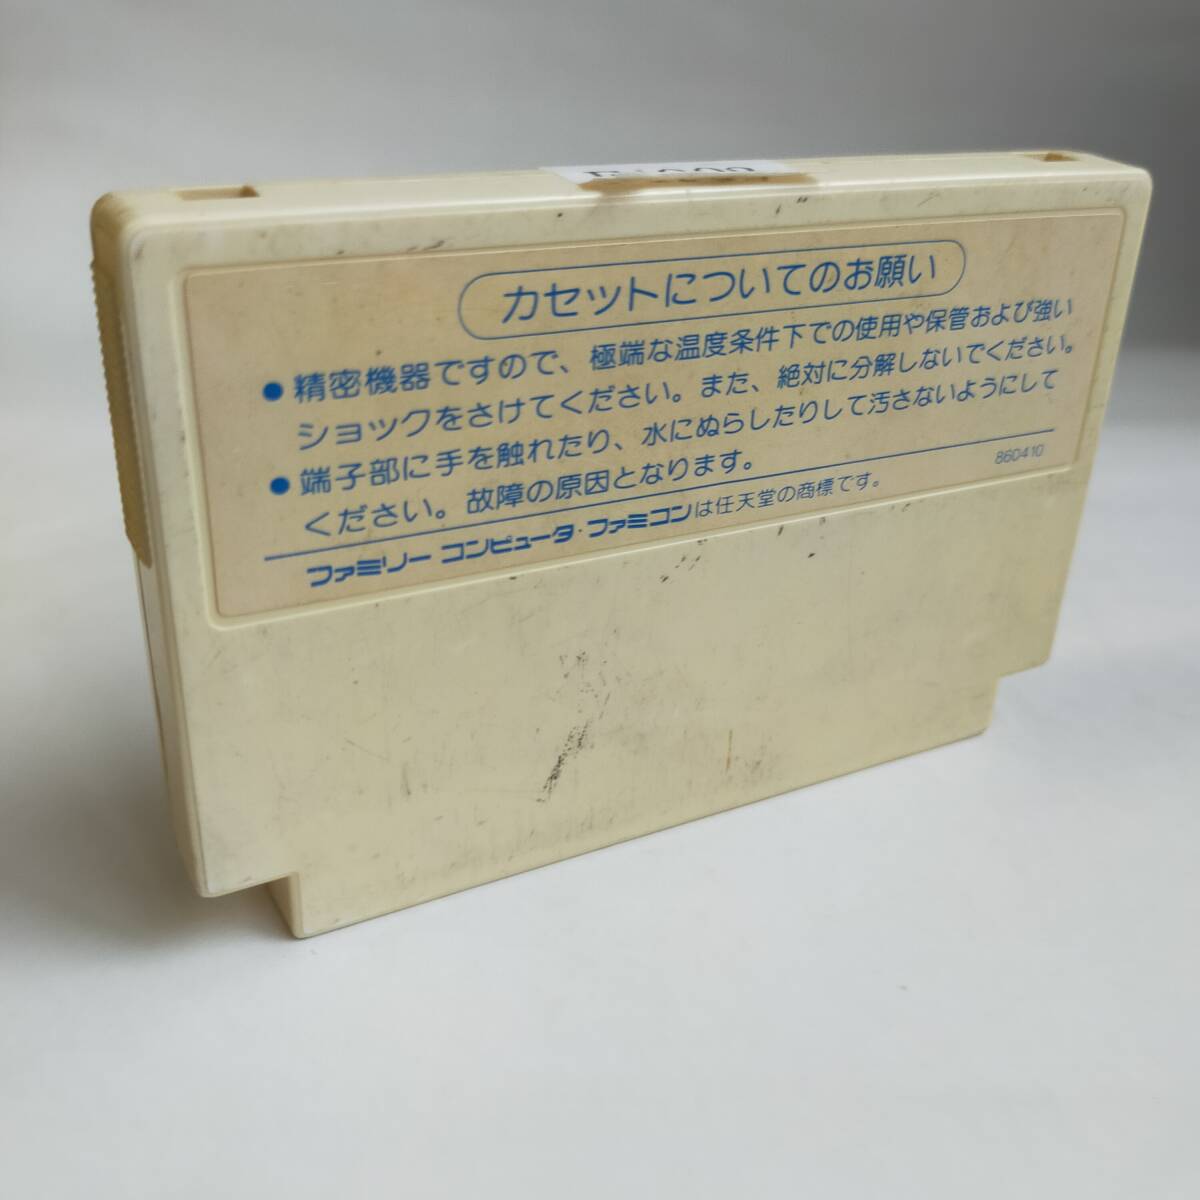 カセットについてのお願い
● 精密機器ですので、極端な温度条件下での使用や保管および強い
ショックをさけてください。また、絶対に分解しないでください。
● 端子部に手を触れたり、水にぬらしたりして汚さないようにして
ください。故障の原因となります。
860410
ファミリー コンピュータ・ファミコンは任天堂の商標です。